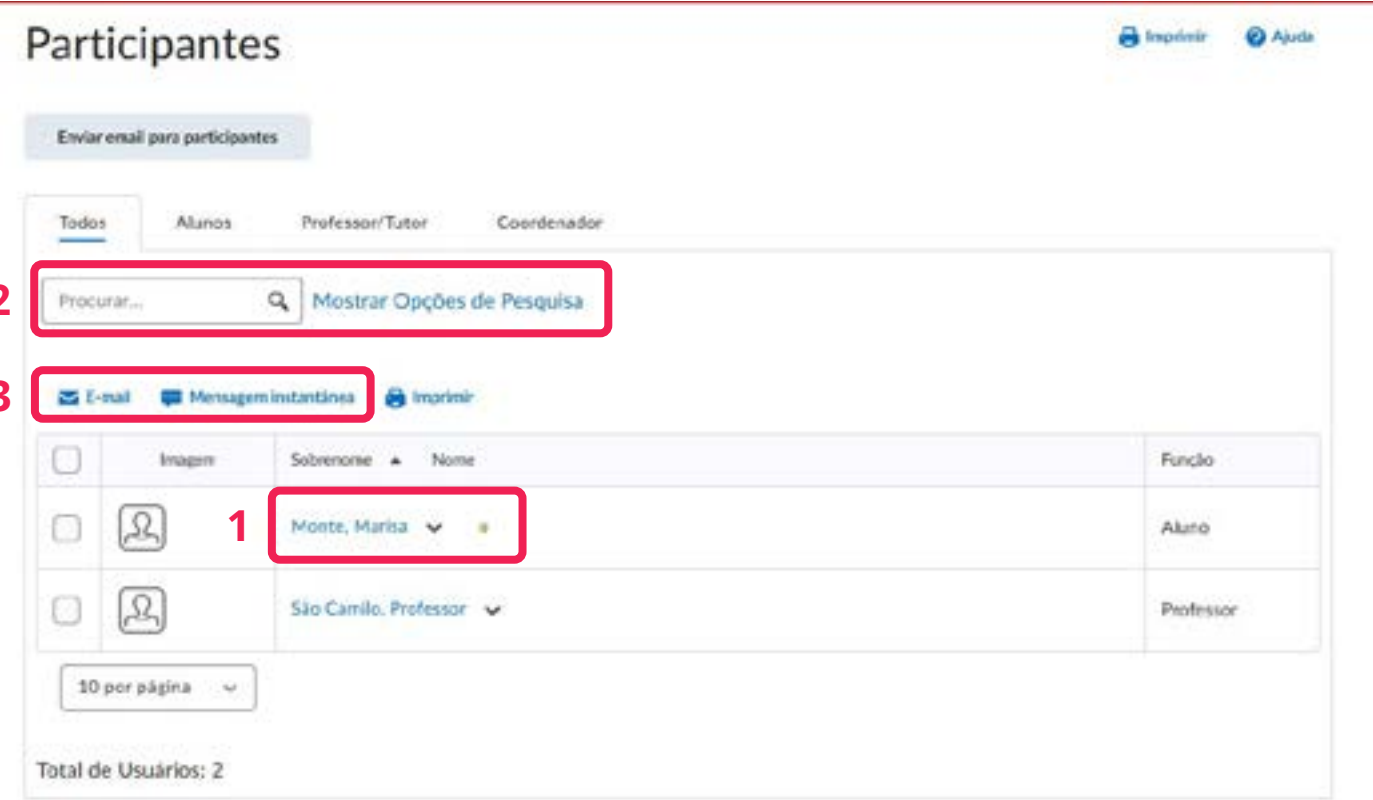 Participantes
Imprimir Ajuda
Enviar email para participantes
Todos Alunos Professor/Tutor Coordenador
2 Procurar... Mostrar Opções de Pesquisa
3 E-mail Mensagem instantânea Imprimir
Imagem Sobrenome Nome Função
1 Monte, Marisa Aluno
São Camilo, Professor Professor
10 por página
Total de Usuários: 2